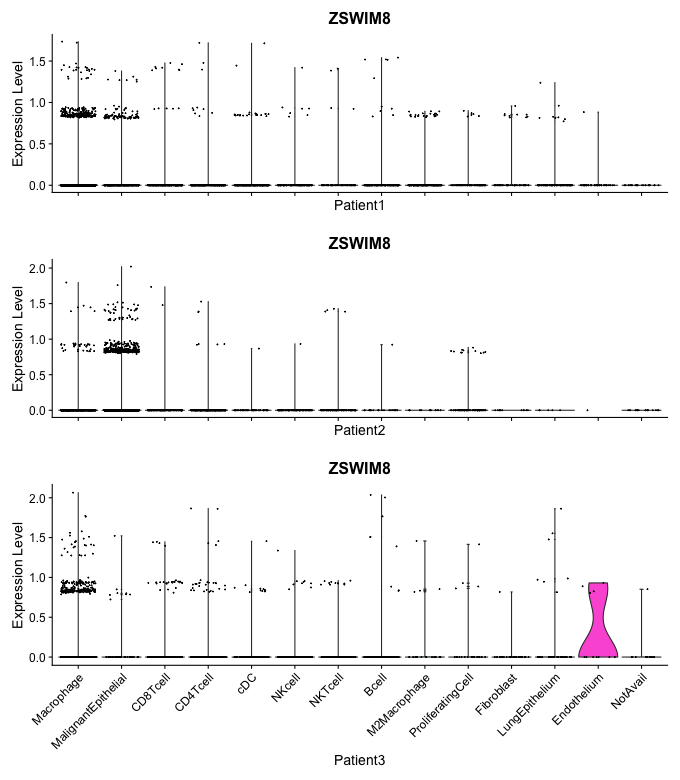 ZSWIM8
Expression Level
1.5
1.0
0.5
0.0
Patient1
ZSWIM8
Expression Level
2.0
1.5
1.0
0.5
0.0
Patient2
ZSWIM8
Expression Level
2.0
1.5
1.0
0.5
0.0
Macrophage
MalignantEpithelial
CD8Tcell
CD4Tcell
cDC
NKcell
NKTcell
Bcell
M2Macrophage
ProliferatingCell
Fibroblast
LungEpithelium
Endothelium
NotAvail
Patient3